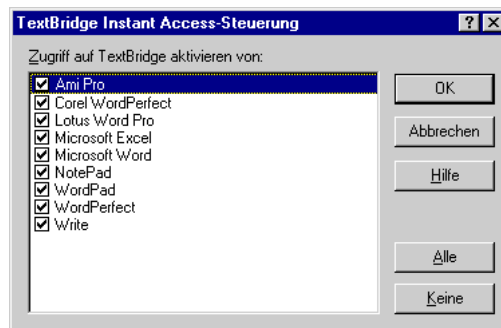 TextBridge Instant Access-Steuerung
Zugriff auf TextBridge aktivieren von:
Ami Pro
Corel WordPerfect
Lotus Word Pro
Microsoft Excel
Microsoft Word
NotePad
WordPad
WordPerfect
Write
OK
Abbrechen
Hilfe
Alle
Keine